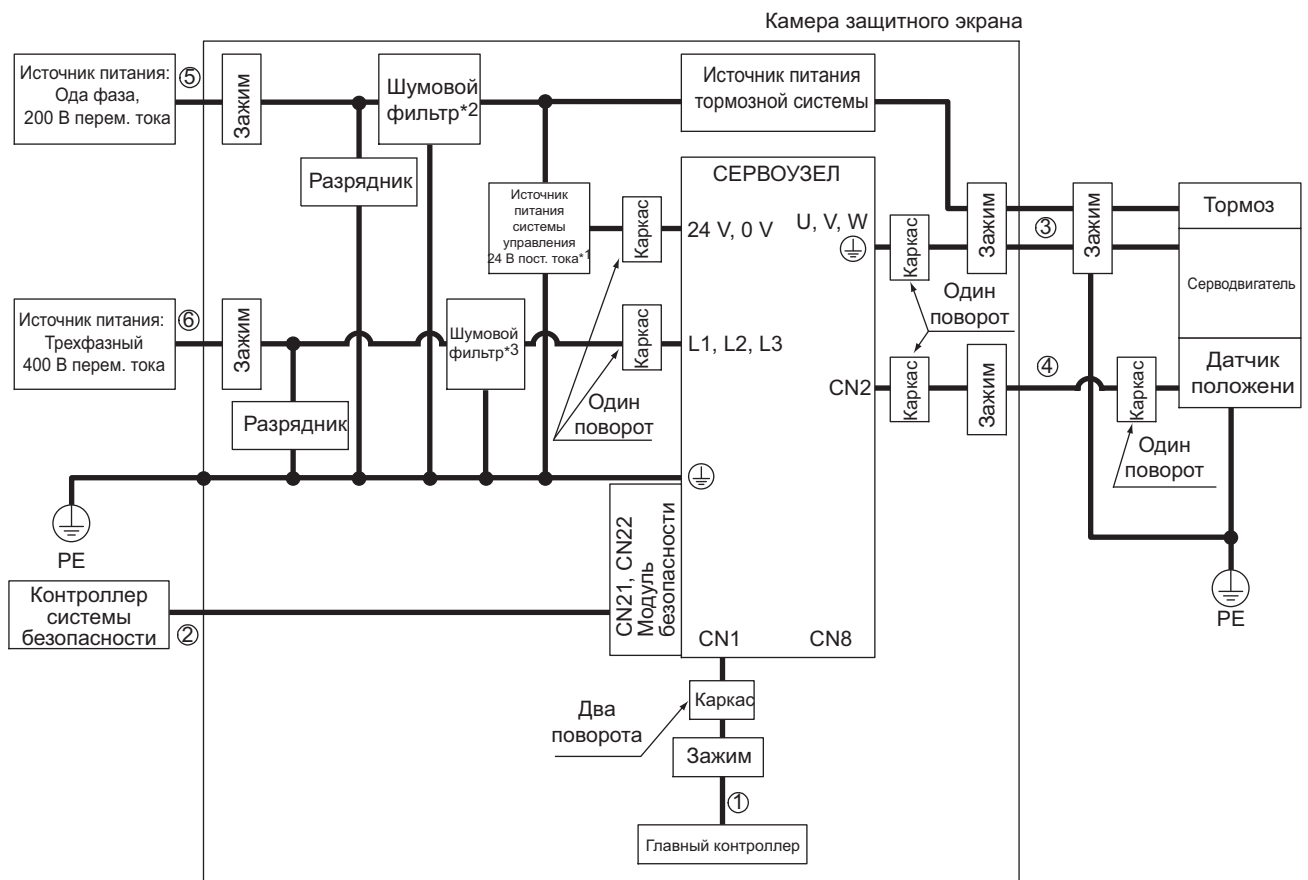 Камера защитного экрана
Источник питания:
Ода фаза,
200 В перем. тока
⑤
Зажим
Шумовой
фильтр*2
Источник питания
тормозной системы
Разрядник
СЕРВОУЗЕЛ
Источник
питания
системы
управления
24 В пост. тока*1
Каркас
24 V, 0 V
U, V, W
Каркас
Зажим
③
Зажим
Тормоз
Серводвигатель
Один
поворот
Источник питания:
Трехфазный
400 В перем. тока
⑥
Зажим
Шумовой
фильтр*3
Каркас
L1, L2, L3
CN2
Каркас
Зажим
④
Каркас
Датчик
положени
Разрядник
Один
поворот
Один
поворот
PE
CN21, CN22
Модуль
безопасности
PE
Контроллер
системы
безопасности
②
CN1
CN8
Каркас
Два
поворота
Зажим
①
Главный контроллер